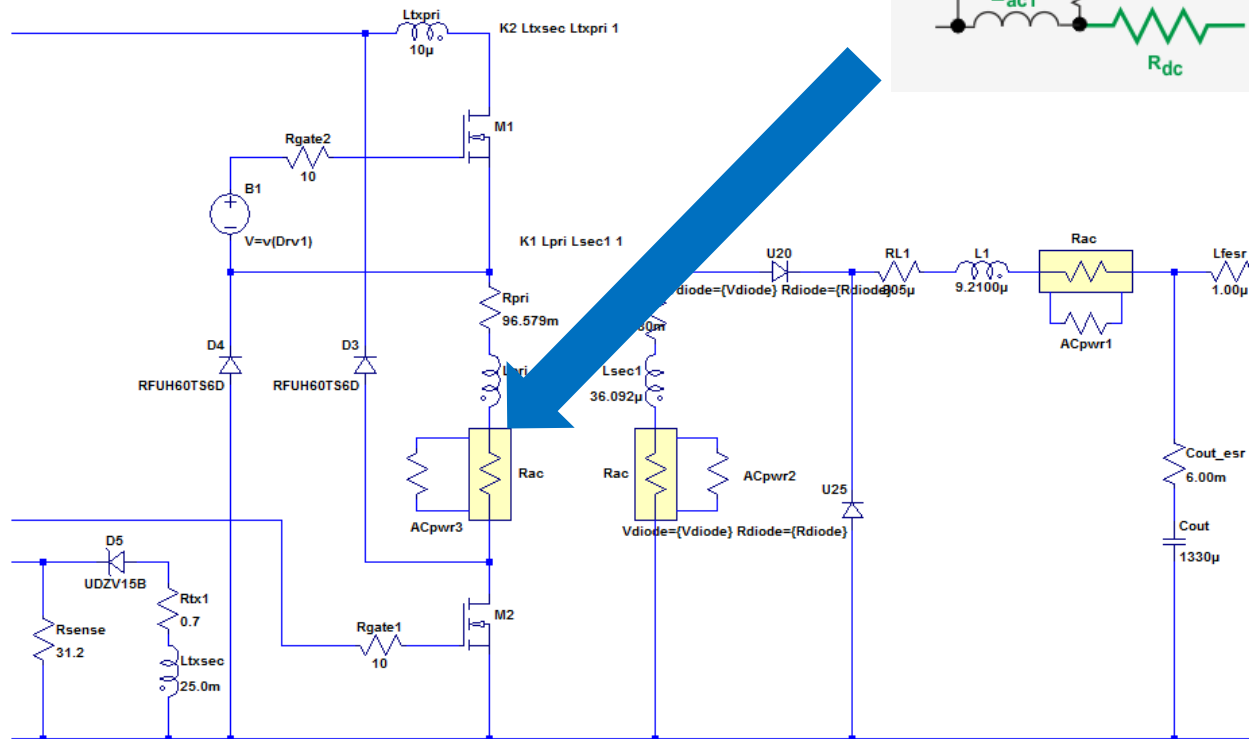 Ltxpri
10µ
K2 Ltxsec Ltxpri 1
ac1
Rdc
M1
Rgate2
10
B1
V=v(Drv1)
K1 Lpri Lsec1 1
U20
Vdiode={Vdiode} Rdiode={Rdiode}
RL1
805µ
L1
9.2100µ
Rac
ACpwr1
Lfesr
1.00µ
Rpri
96.579m
D4
RFUH60TS6D
D3
RFUH60TS6D
Lsec1
36.092µ
Rac
ACpwr3
Rac
ACpwr2
U25
Vdiode={Vdiode} Rdiode={Rdiode}
Cout_esr
6.00m
Cout
1330µ
D5
UDZV15B
Rtx1
0.7
Rsense
31.2
Ltxsec
25.0m
Rgate1
10
M2